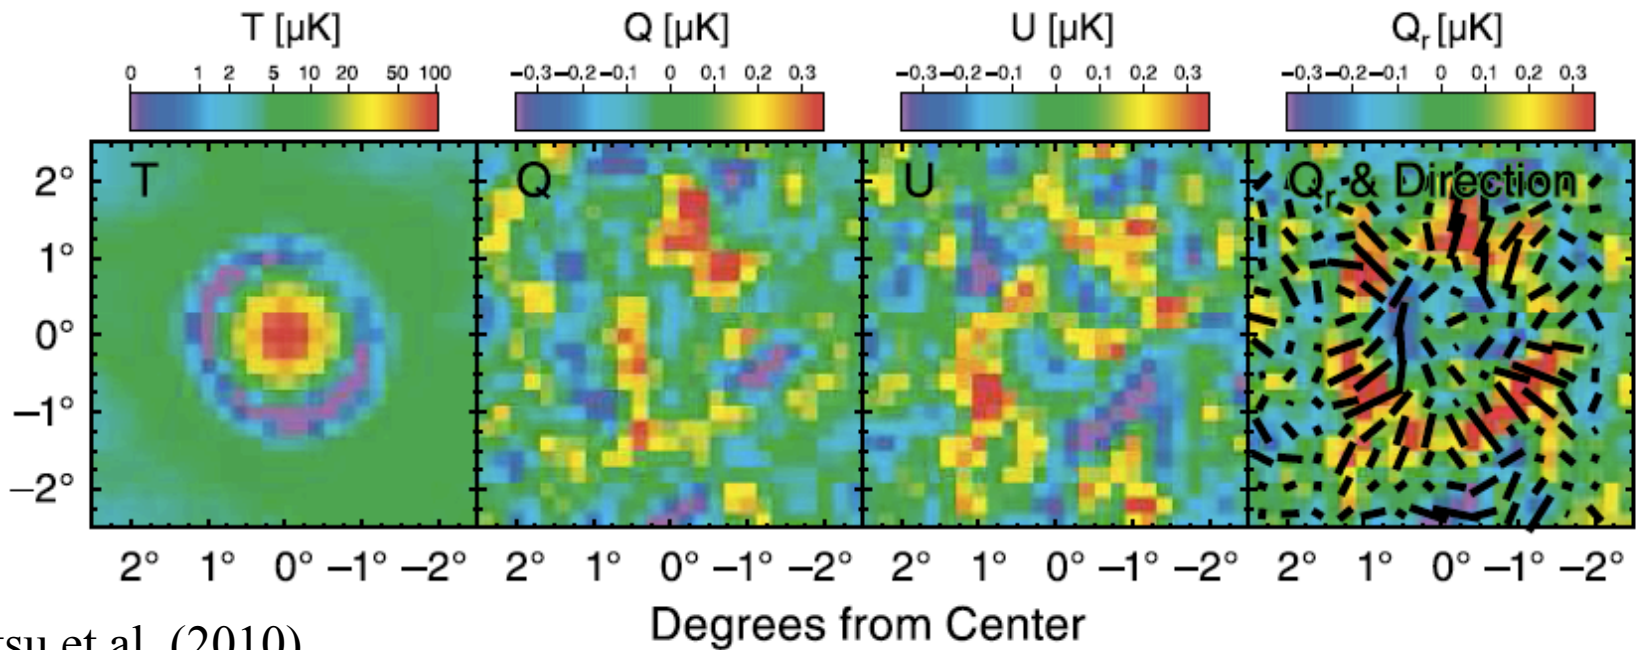 T [μK] Q [μK] U [μK] Qr [μK]
0 1 2 5 10 20 50 100 −0.3 −0.2 −0.1 0 0.1 0.2 0.3 −0.3 −0.2 −0.1 0 0.1 0.2 0.3 −0.3 −0.2 −0.1 0 0.1 0.2 0.3
T Q U Qr & Direction
2°
1°
0°
−1°
−2°
2° 1° 0° −1° −2° 2° 1° 0° −1° −2° 2° 1° 0° −1° −2° 2° 1° 0° −1° −2°
Degrees from Center
et al. (2010)